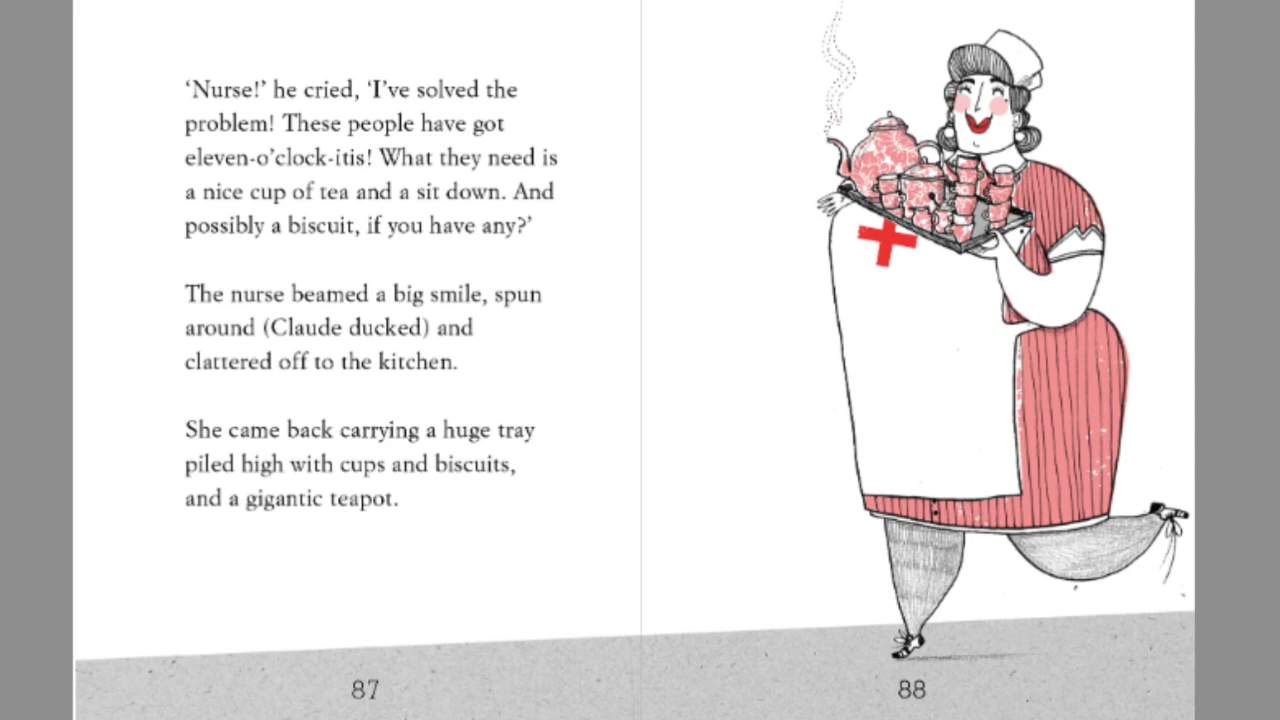 ‘Nurse!’ he cried, ‘I’ve solved the
problem! These people have got
eleven-o’clock-itis! What they need is
a nice cup of tea and a sit down. And
possibly a biscuit, if you have any?’
The nurse beamed a big smile, spun
around (Claude ducked) and
clattered off to the kitchen.
She came back carrying a huge tray
piled high with cups and biscuits,
and a gigantic teapot.
87
88